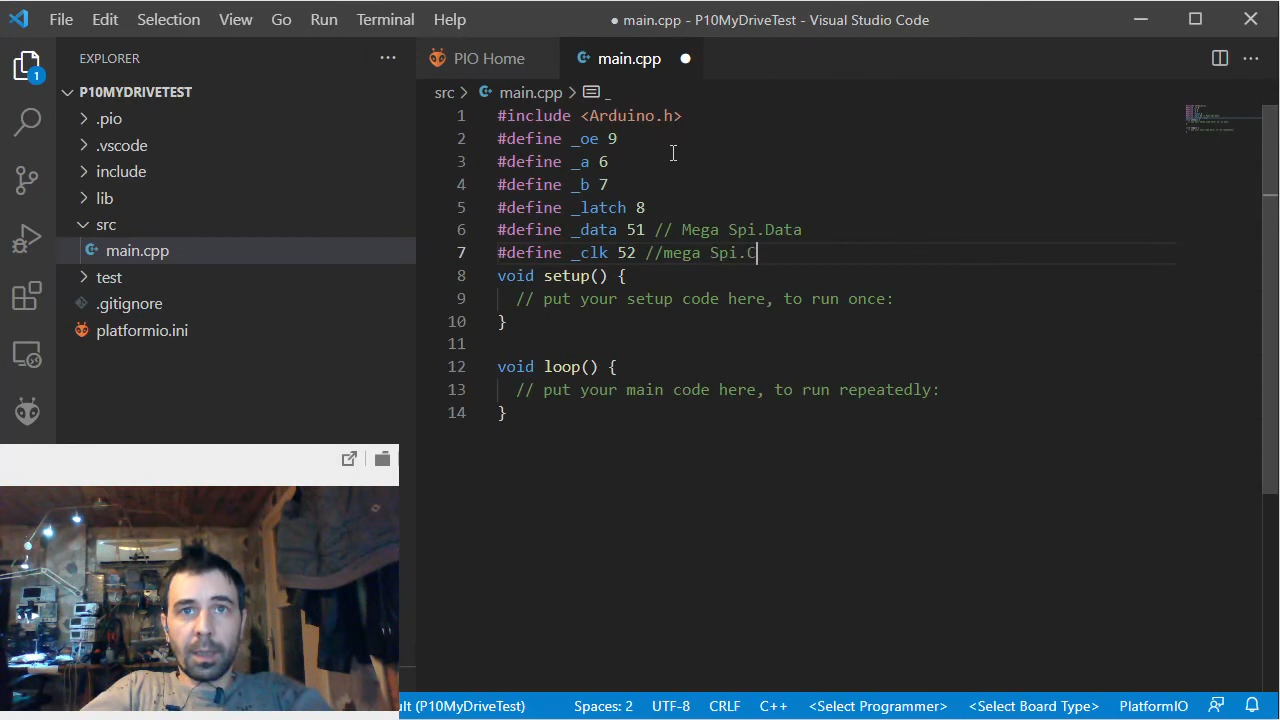 File Edit Selection View Go Run Terminal Help
● main.cpp - P10MyDriveTest - Visual Studio Code
EXPLORER
1
P10MYDRIVETEST
.pio
.vscode
include
lib
src
main.cpp
test
.gitignore
platformio.ini
PIO Home
main.cpp
src > main.cpp > _
1 #include <Arduino.h>
2 #define _oe 9
3 #define _a 6
4 #define _b 7
5 #define _latch 8
6 #define _data 51 // Mega Spi.Data
7 #define _clk 52 //mega Spi.C
8 void setup() {
9 // put your setup code here, to run once:
10 }
11
12 void loop() {
13 // put your main code here, to run repeatedly:
14 }
ult (P10MyDriveTest) Spaces: 2 UTF-8 CRLF C++ <Select Programmer> <Select Board Type> PlatformIO